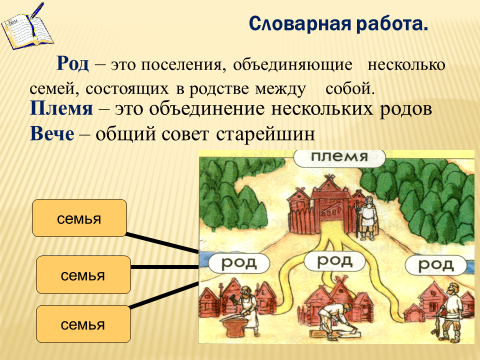 Словарная работа.
Род – это поселения, объединяющие несколько
семей, состоящих в родстве между собой.
Племя – это объединение нескольких родов
Вече – общий совет старейшин
племя
семья
род
род
род
семья
семья